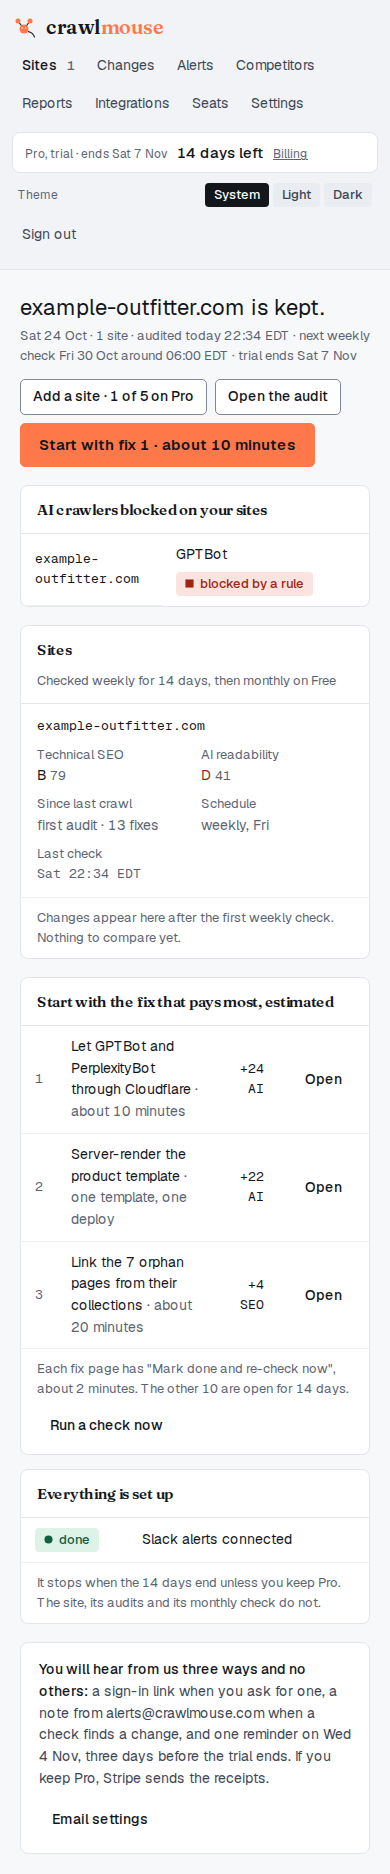 crawlmouse
Sites 1 Changes Alerts Competitors
Reports Integrations Seats Settings
Pro, trial · ends Sat 7 Nov 14 days left Billing
Theme System Light Dark
Sign out
example-outfitter.com is kept.
Sat 24 Oct · 1 site · audited today 22:34 EDT · next weekly
check Fri 30 Oct around 06:00 EDT · trial ends Sat 7 Nov
Add a site · 1 of 5 on Pro Open the audit
Start with fix 1 · about 10 minutes
AI crawlers blocked on your sites
example-
outfitter.com
GPTBot
blocked by a rule
Sites
Checked weekly for 14 days, then monthly on Free
example-outfitter.com
Technical SEO AI readability
B 79 D 41
Since last crawl Schedule
first audit · 13 fixes weekly, Fri
Last check
Sat 22:34 EDT
Changes appear here after the first weekly check.
Nothing to compare yet.
Start with the fix that pays most, estimated
1
Let GPTBot and
PerplexityBot
through Cloudflare ·
about 10 minutes
+24
AI
Open
2
Server-render the
product template ·
one template, one
deploy
+22
AI
Open
3
Link the 7 orphan
pages from their
collections · about
20 minutes
+4
SEO
Open
Each fix page has "Mark done and re-check now",
about 2 minutes. The other 10 are open for 14 days.
Run a check now
Everything is set up
done Slack alerts connected
It stops when the 14 days end unless you keep Pro.
The site, its audits and its monthly check do not.
You will hear from us three ways and no
others: a sign-in link when you ask for one, a
note from alerts@crawlmouse.com when a
check finds a change, and one reminder on Wed
4 Nov, three days before the trial ends. If you
keep Pro, Stripe sends the receipts.
Email settings